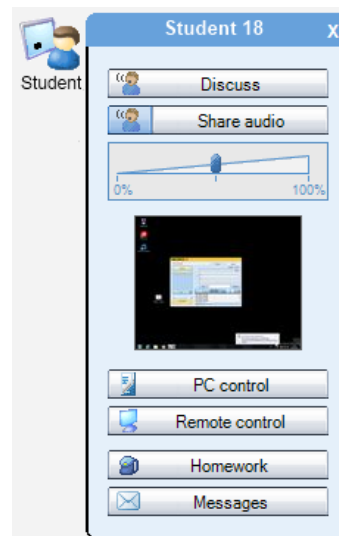 Student 18 x
Student
Discuss
Share audio
0% 100%
PC control
Remote control
Homework
Messages